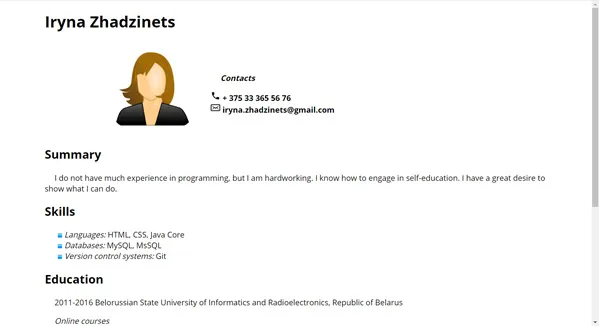 Iryna Zhadzinets
Contacts
+ 375 33 365 56 76
iryna.zhadzinets@gmail.com
Summary
I do not have much experience in programming, but I am hardworking. I know how to engage in self-education. I have a great desire to
show what I can do.
Skills
Languages: HTML, CSS, Java Core
Databases: MySQL, MsSQL
Version control systems: Git
Education
2011-2016 Belorussian State University of Informatics and Radioelectronics, Republic of Belarus
Online courses